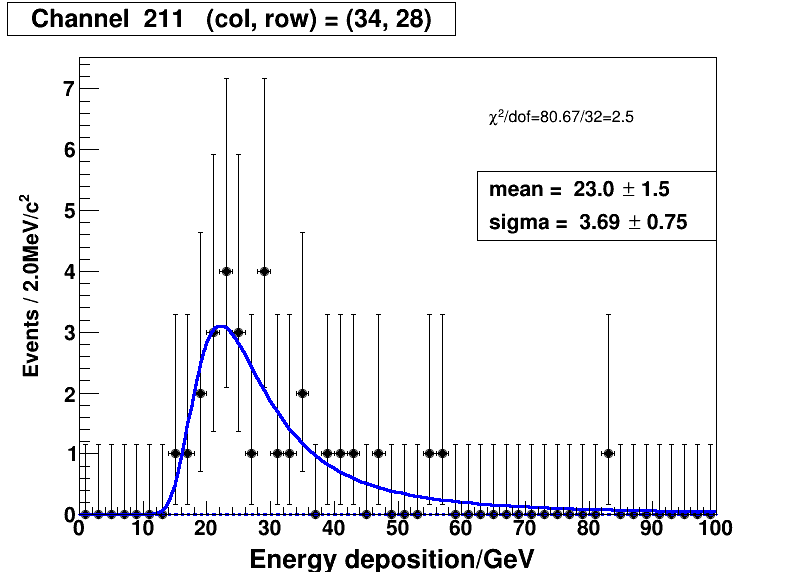 Channel 211 (col, row) = (34, 28)
χ²/dof=80.67/32=2.5
mean = 23.0 ± 1.5
sigma = 3.69 ± 0.75
Events / 2.0MeV/c²
7
6
5
4
3
2
1
0
0 10 20 30 40 50 60 70 80 90 100
Energy deposition/GeV